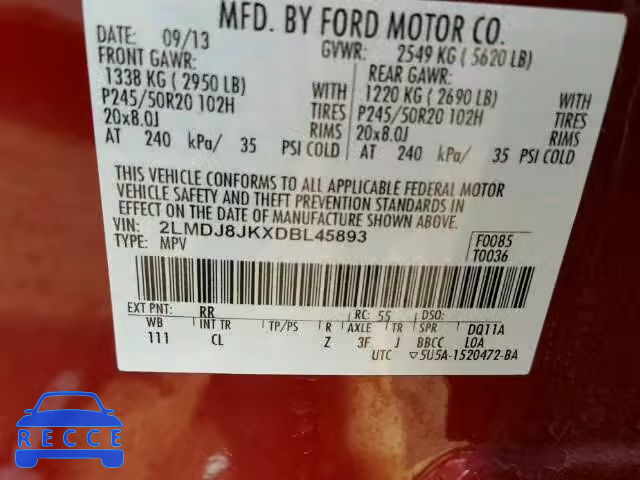 MFD. BY FORD MOTOR CO.
DATE: 09/13 GVWR: 2549 KG ( 5620 LB)
FRONT GAWR: REAR GAWR:
1338 KG ( 2950 LB) WITH 1220 KG ( 2690 LB) WITH
P245/50R20 102H TIRES P245/50R20 102H TIRES
20x8.0J RIMS 20x8.0J RIMS
AT 240 kPa/ 35 PSI COLD AT 240 kPa/ 35 PSI COLD
THIS VEHICLE CONFORMS TO ALL APPLICABLE FEDERAL MOTOR
VEHICLE SAFETY AND THEFT PREVENTION STANDARDS IN
EFFECT ON THE DATE OF MANUFACTURE SHOWN ABOVE.
VIN: 2LMDJ8JKXDBL45893 F0085
TYPE: MPV T0036
EXT PNT: RR RC: 55 DSO:
WB INT TR TP/PS R AXLE TR SPR DQ11A
111 CL Z 3F J BBCC LOA
UTC ▽5U5A-1520472-BA
RECCE